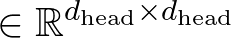 ∈ ℝ^{d_head × d_head}